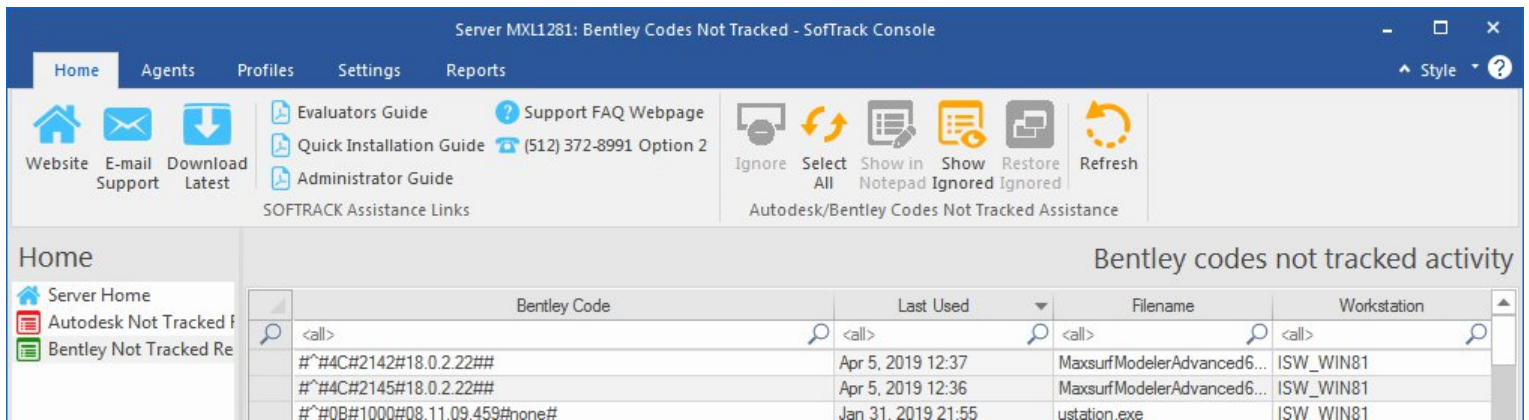 Server MXL1281: Bentley Codes Not Tracked - SofTrack Console
Home Agents Profiles Settings Reports Style ?
Website
E-mail Support
Download Latest
Evaluators Guide
Quick Installation Guide
Administrator Guide
? Support FAQ Webpage
(512) 372-8991 Option 2
SOFTRACK Assistance Links
Ignore
Select All
Show in Notepad
Show Ignored
Restore Ignored
Refresh
Autodesk/Bentley Codes Not Tracked Assistance
Home
Server Home
Autodesk Not Tracked
Bentley Not Tracked Re
Bentley codes not tracked activity
Bentley Code Last Used Filename Workstation
<all> <all> <all> <all>
#^#4C#2142#18.0.2.22## Apr 5, 2019 12:37 MaxsurfModelerAdvanced6... ISW_WIN81
#^#4C#2145#18.0.2.22## Apr 5, 2019 12:36 MaxsurfModelerAdvanced6... ISW_WIN81
#^#0B#1000#08.11.09.459#none# Jan 31, 2019 21:55 ustation.exe ISW_WIN81